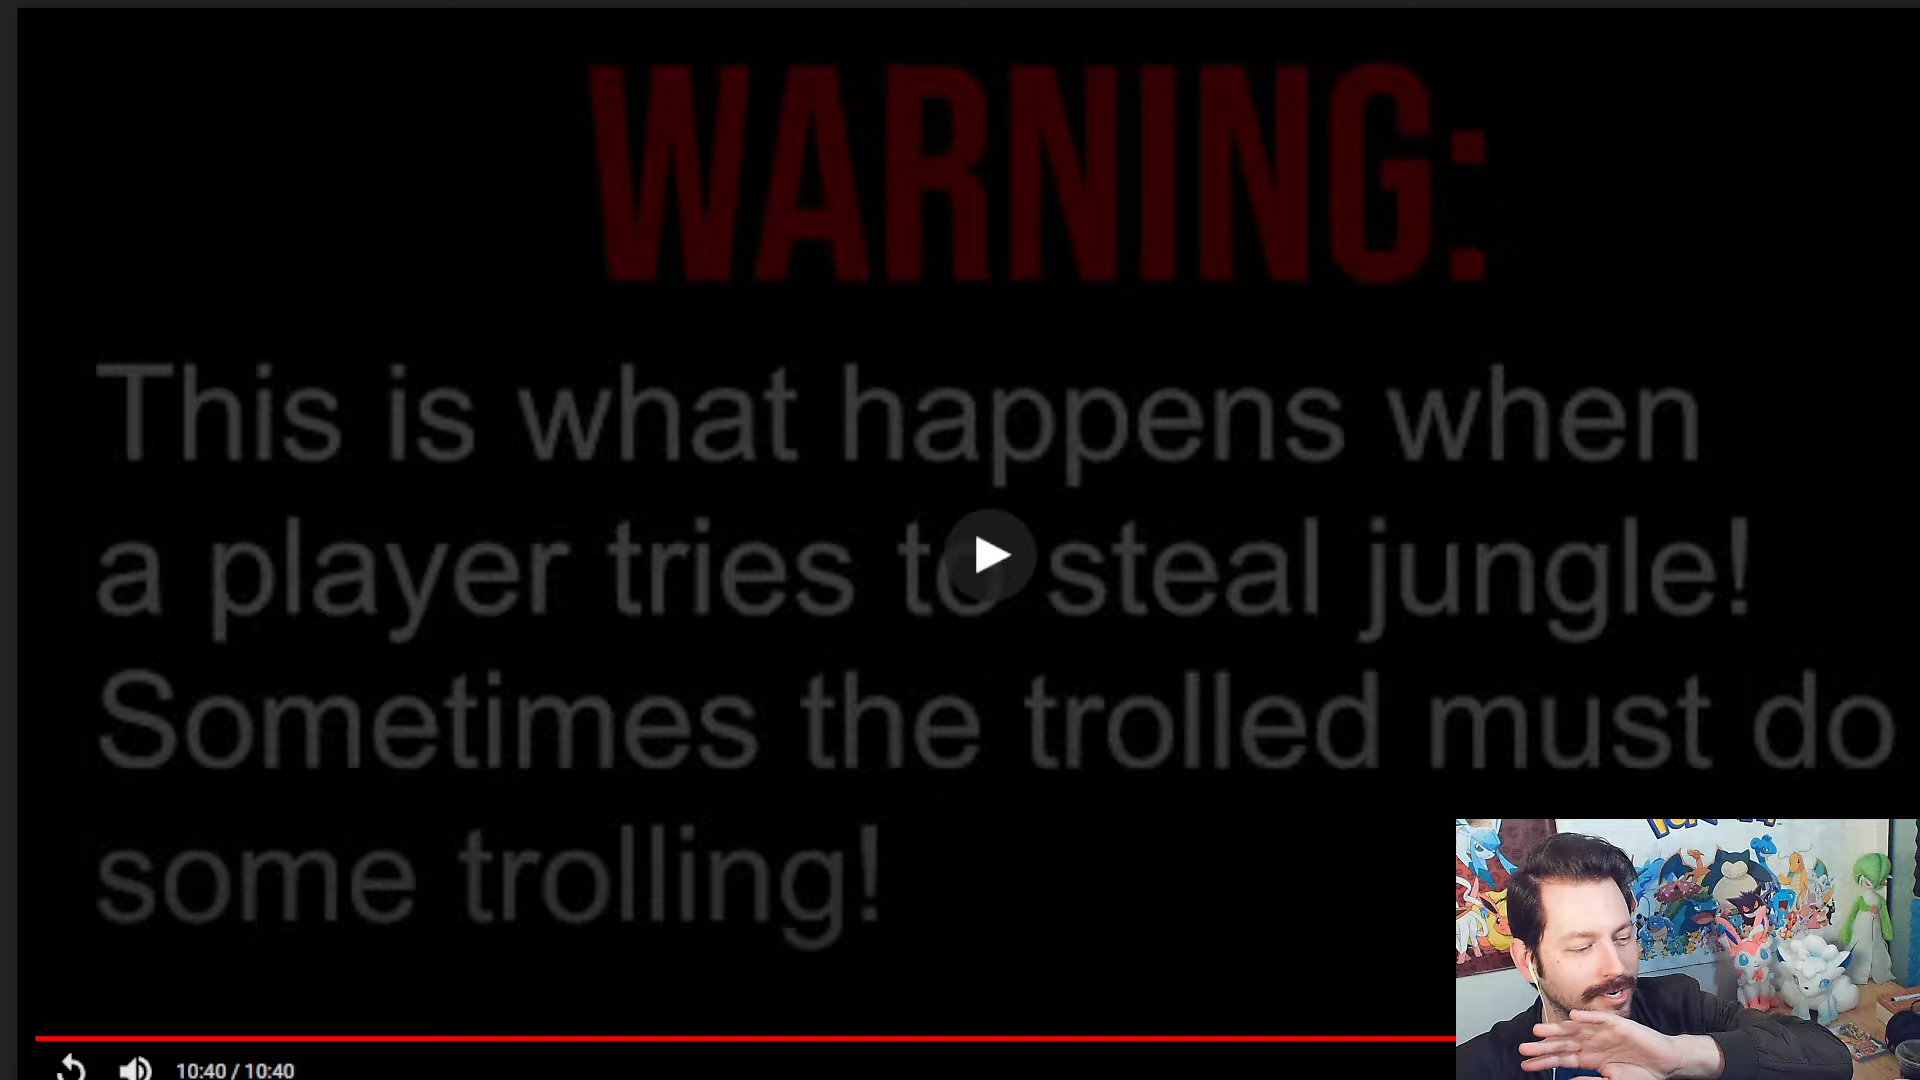 WARNING:
This is what happens when
a player tries to steal jungle!
Sometimes the trolled must do
some trolling!
10:40 / 10:40